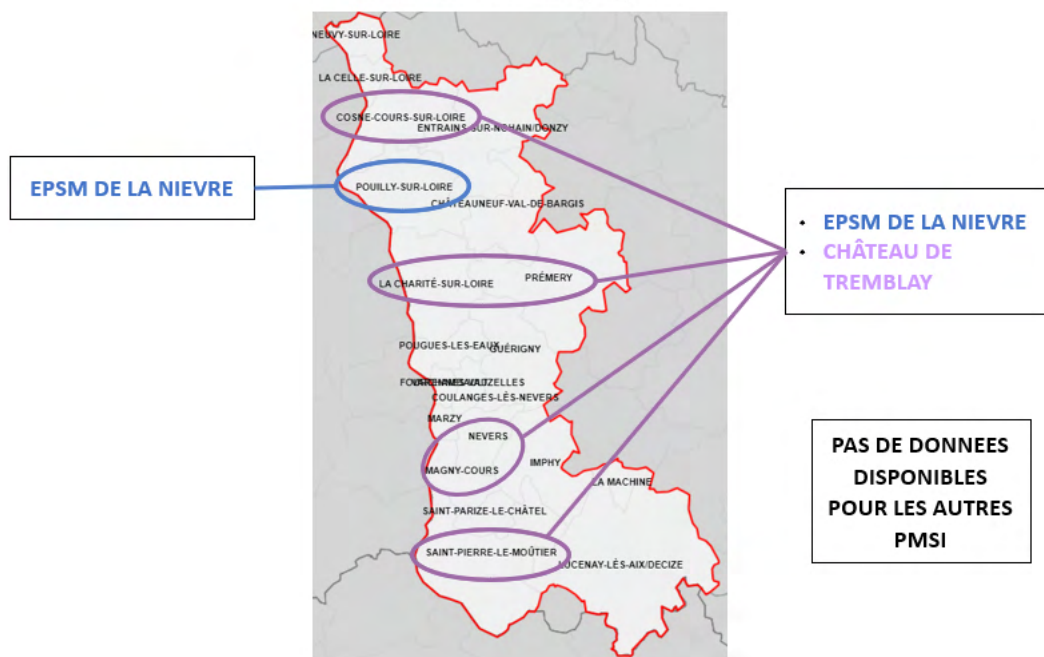 NEUVY-SUR-LOIRE
LA CELLE-SUR-LOIRE
COSNE-COURS-SUR-LOIRE
ENTRAINS-SUR-NOHAIN/DONZY
EPSM DE LA NIEVRE
POUILLY-SUR-LOIRE
CHÂTEAUNEUF-VAL-DE-BARGIS
• EPSM DE LA NIEVRE
• CHÂTEAU DE
TREMBLAY
LA CHARITÉ-SUR-LOIRE
PRÉMERY
POUGUES-LES-EAUX
GUÉRIGNY
COULANGES-LÈS-NEVERS
MARZY
NEVERS
MAGNY-COURS
IMPHY
LA MACHINE
SAINT-PARIZE-LE-CHÂTEL
SAINT-PIERRE-LE-MOÛTIER
LUCENAY-LÈS-AIX/DECIZE
PAS DE DONNEES
DISPONIBLES
POUR LES AUTRES
PMSI